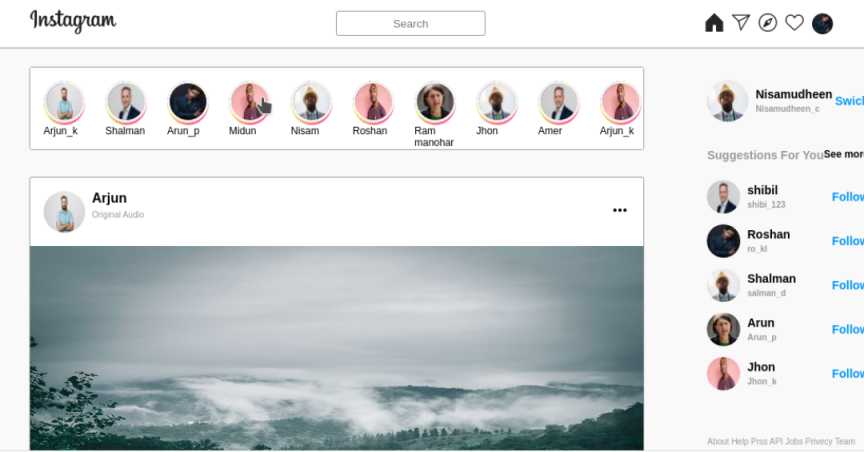 Instagram
Search
Arjun_k
Shalman
Arun_p
Midun
Nisam
Roshan
Ram
manohar
Jhon
Amer
Arjun_k
Arjun
Original Audio
Nisamudheen
Nisamudheen_c
Swicl
Suggestions For You
See mor
shibil
shibi_123
Follow
Roshan
ro_kl
Follow
Shalman
salman_d
Follow
Arun
Arun_p
Follow
Jhon
Jhon_k
Follow
About Help Prss API Jobs Privecy Team